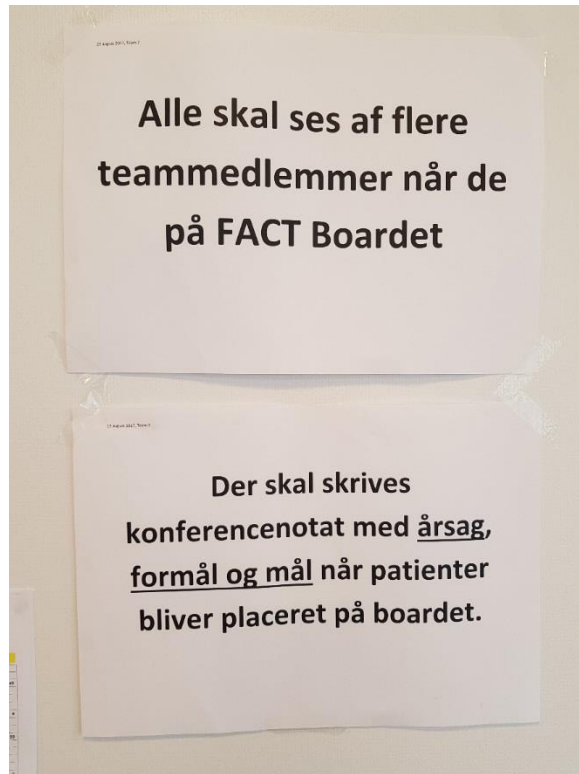 Alle skal ses af flere
teammedlemmer når de
på FACT Boardet
Der skal skrives
konferencenotat med årsag,
formål og mål når patienter
bliver placeret på boardet.